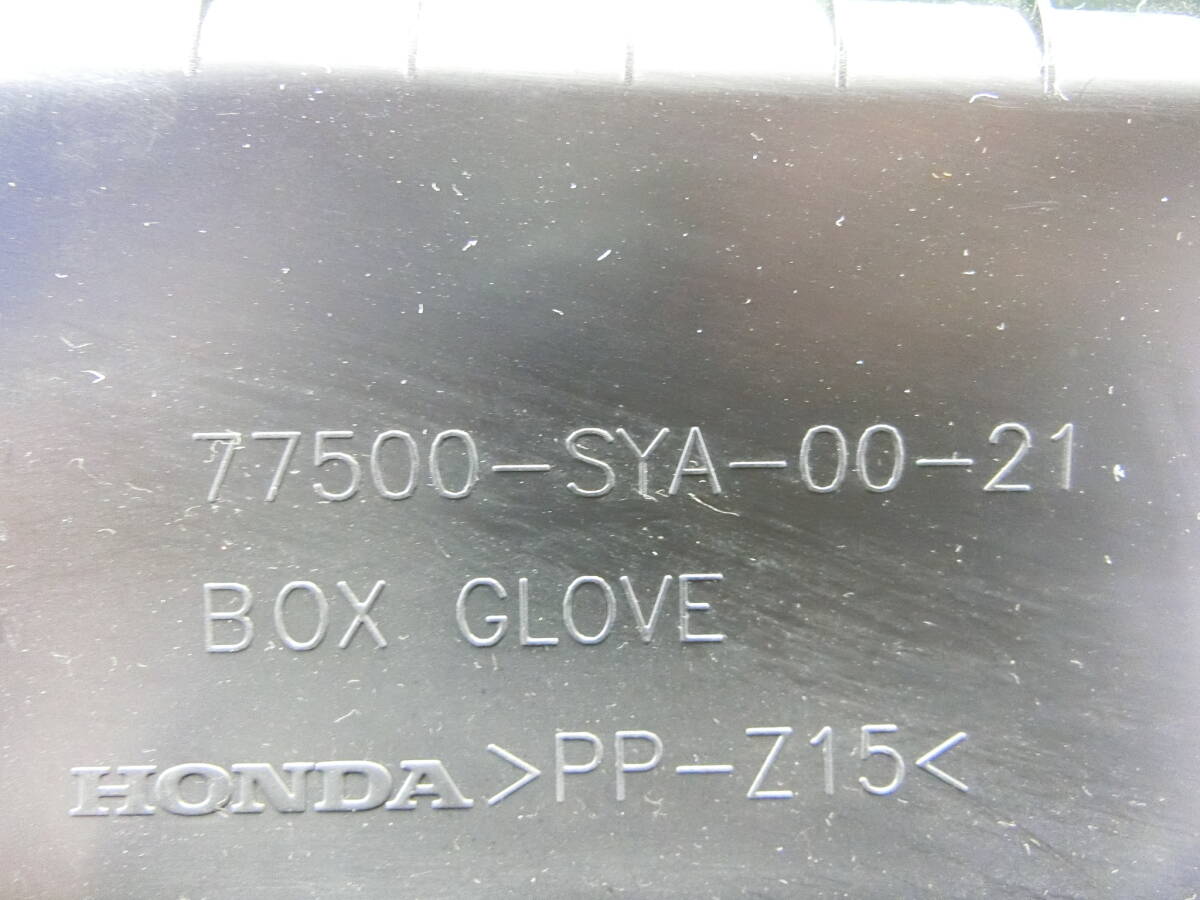 77500-SYA-00-21
BOX GLOVE
HONDA >PP-Z15<